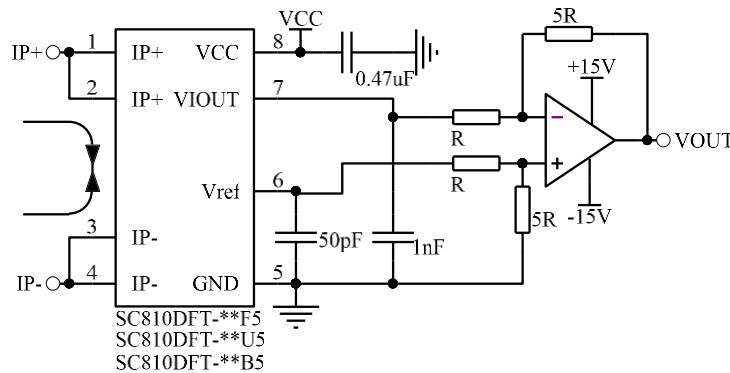 VCC
5R
IP+
1
IP+
VCC
8
+15V
0.47uF
2
IP+
VIOUT
7
−
R
VOUT
+
R
Vref
6
5R
-15V
3
IP-
50pF
1nF
IP-
4
IP-
GND
5
SC810DFT-**F5
SC810DFT-**U5
SC810DFT-**B5